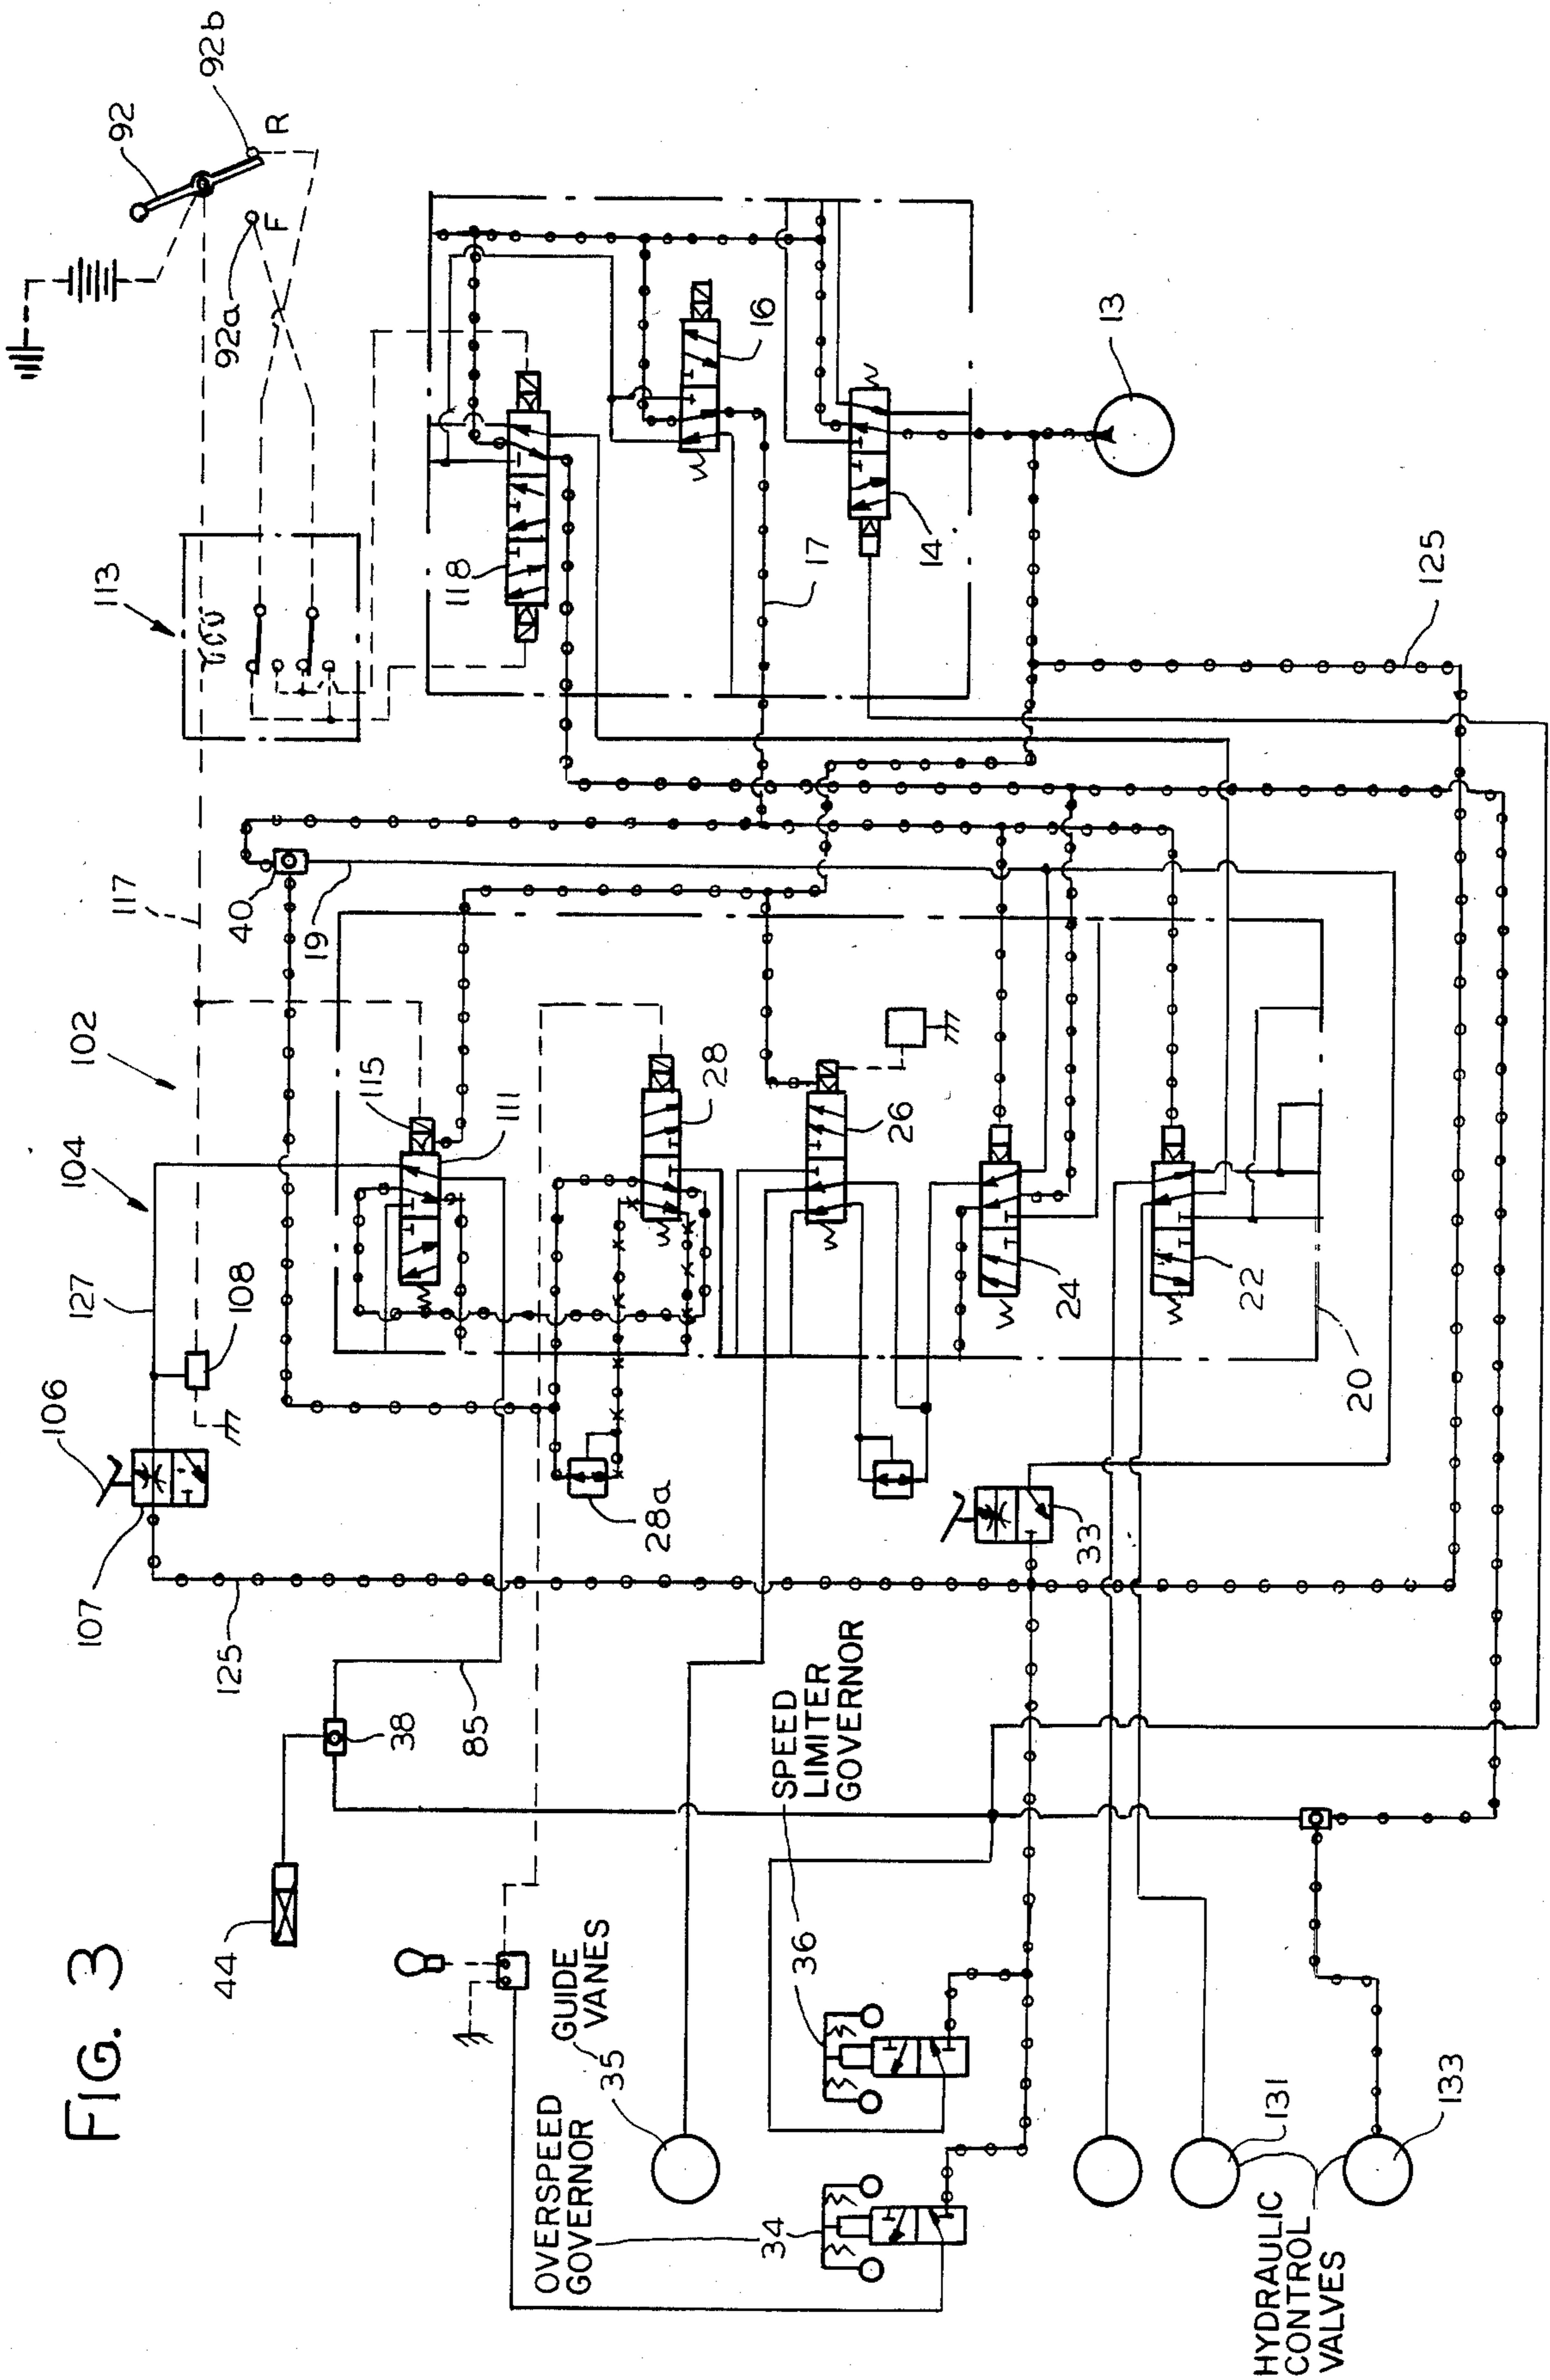 FIG. 3
44
38
85
107
125
106
127
108
104
102
117
40
19
113
92
92b
R
F
92a
115
111
28
28a
26
24
22
20
33
118
16
14
17
13
125
GUIDE
VANES
35
OVERSPEED
GOVERNOR
34
SPEED
LIMITER
GOVERNOR
36
HYDRAULIC
CONTROL
VALVES
131
133